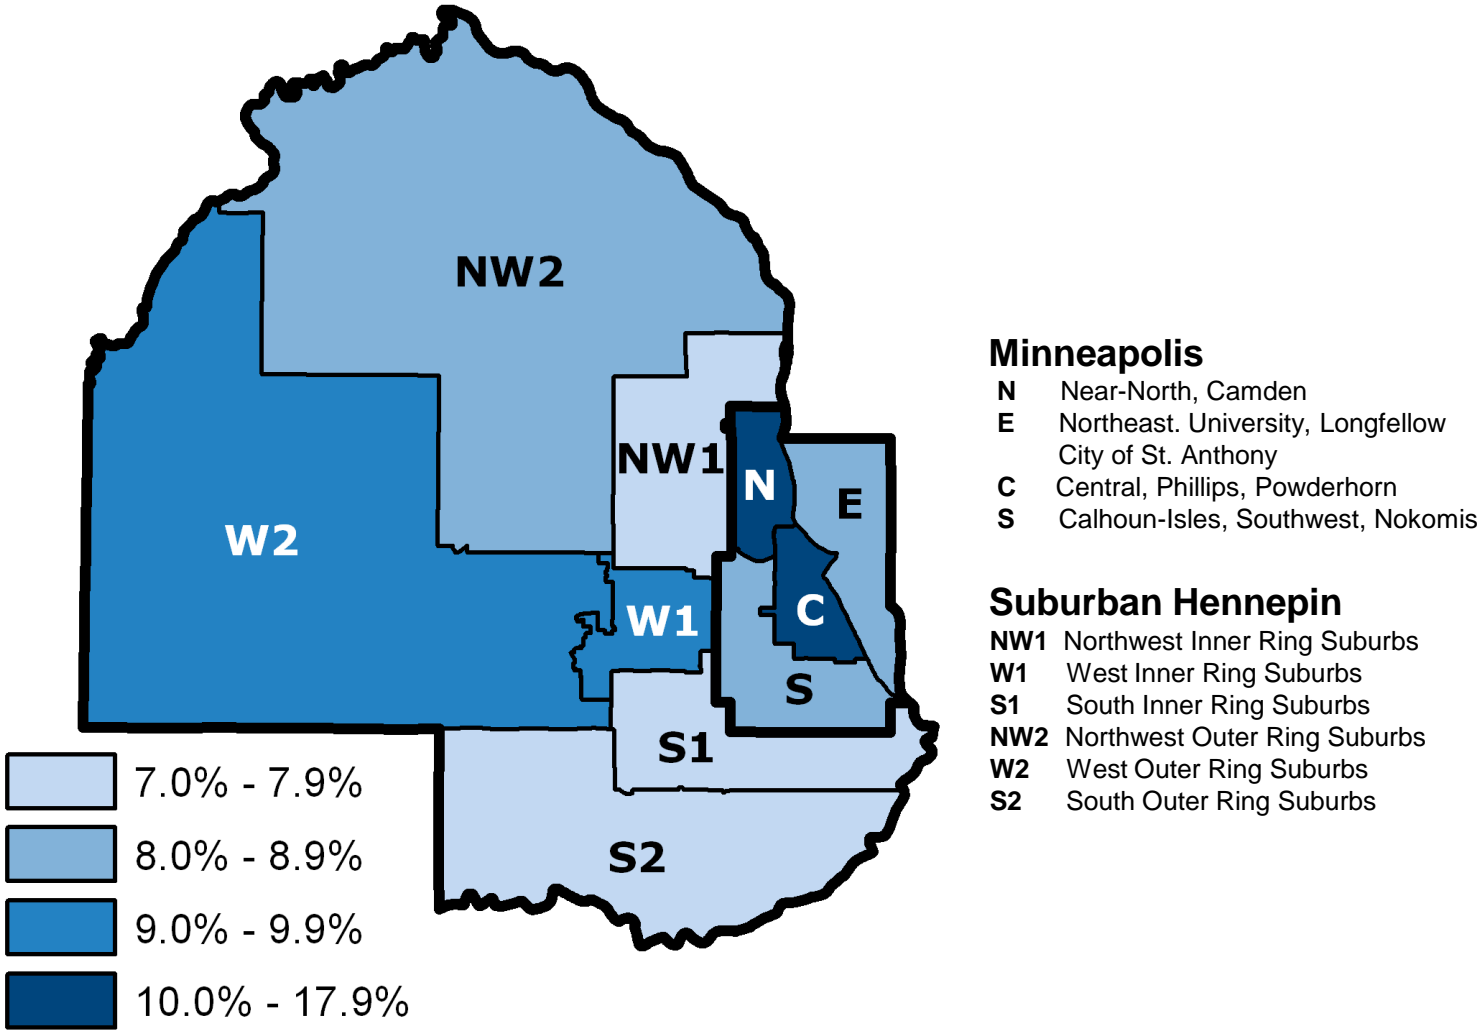 NW2
NW1
N
E
W2
W1
C
S
S1
S2
7.0% - 7.9%
8.0% - 8.9%
9.0% - 9.9%
10.0% - 17.9%
Minneapolis
N Near-North, Camden
E Northeast. University, Longfellow
City of St. Anthony
C Central, Phillips, Powderhorn
S Calhoun-Isles, Southwest, Nokomis
Suburban Hennepin
NW1 Northwest Inner Ring Suburbs
W1 West Inner Ring Suburbs
S1 South Inner Ring Suburbs
NW2 Northwest Outer Ring Suburbs
W2 West Outer Ring Suburbs
S2 South Outer Ring Suburbs